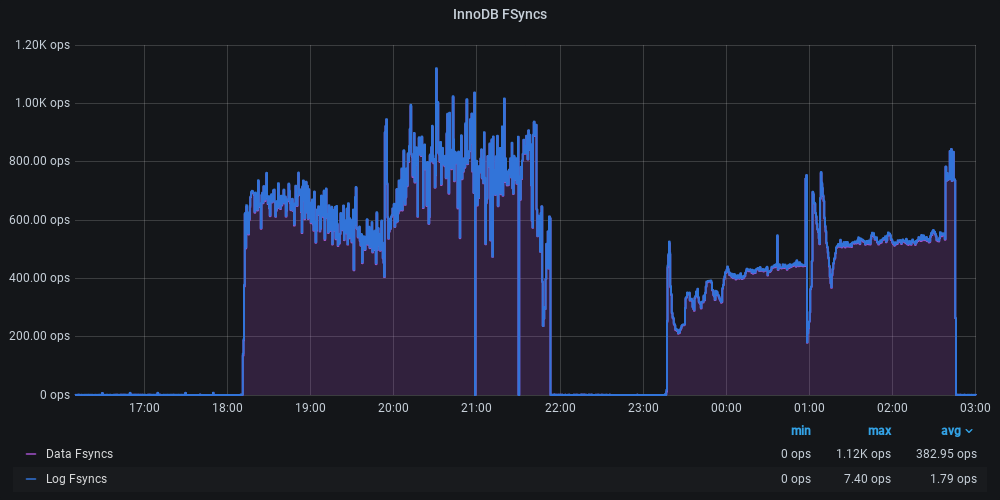 InnoDB FSyncs
1.20K ops
1.00K ops
800.00 ops
600.00 ops
400.00 ops
200.00 ops
0 ops
17:00 18:00 19:00 20:00 21:00 22:00 23:00 00:00 01:00 02:00 03:00
min max avg
Data Fsyncs 0 ops 1.12K ops 382.95 ops
Log Fsyncs 0 ops 7.40 ops 1.79 ops